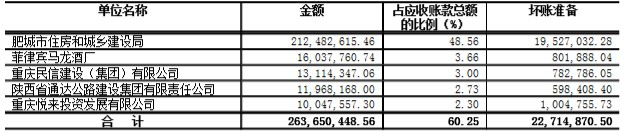 单位名称 金额 占应收账款总额的比例（%） 坏账准备
肥城市住房和城乡建设局 212,482,615.46 48.56 19,527,032.28
菲律宾马龙酒厂 16,037,760.74 3.66 801,888.04
重庆民信建设（集团）有限公司 13,114,347.06 3.00 782,786.05
陕西省通达公路建设集团有限责任公司 11,968,168.00 2.73 598,408.40
重庆悦来投资发展有限公司 10,047,557.30 2.30 1,004,755.73
合 计 263,650,448.56 60.25 22,714,870.50